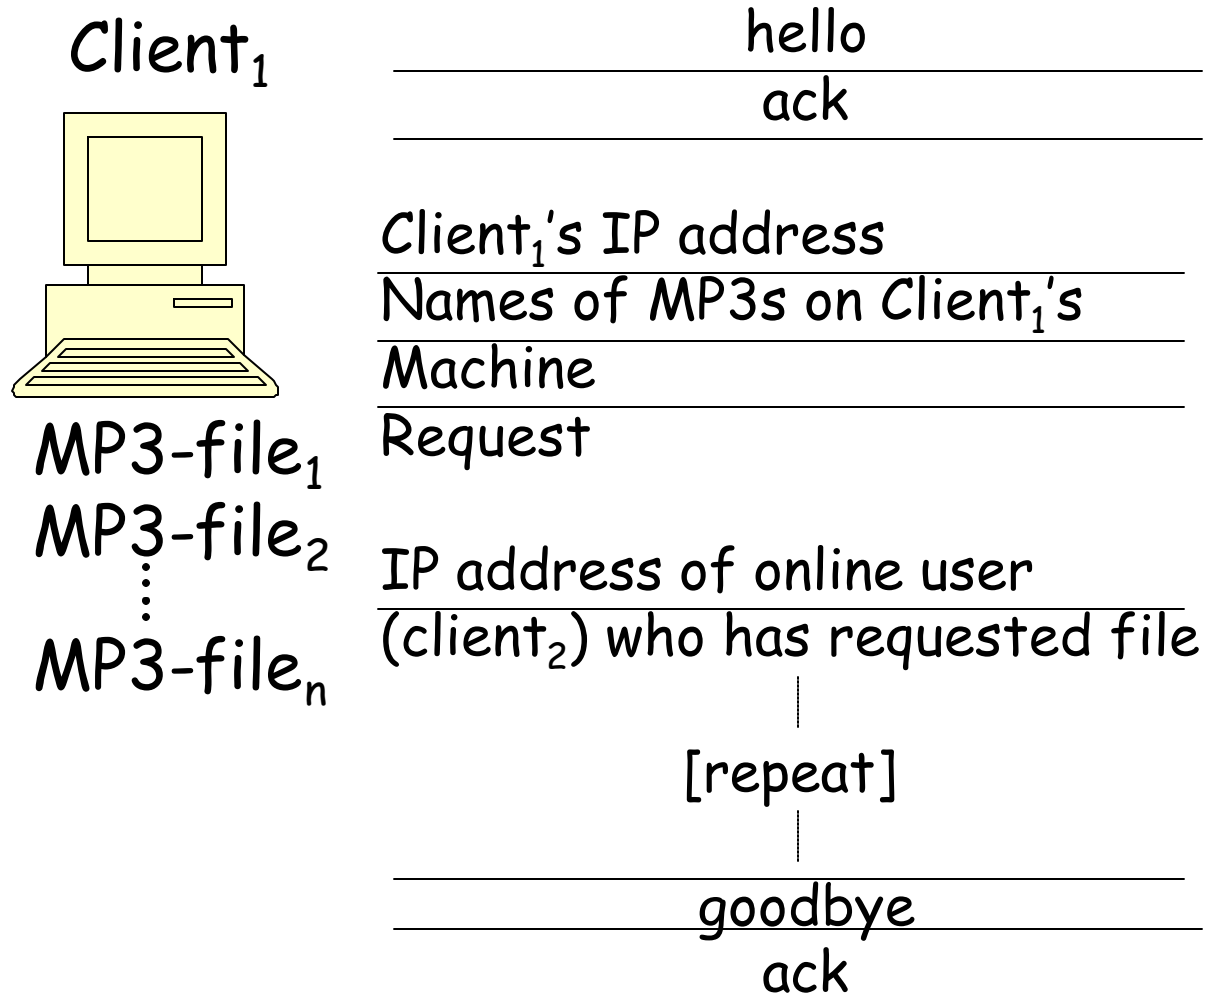 Client₁
MP3-file₁
MP3-file₂
MP3-fileₙ
hello
ack
Client₁'s IP address
Names of MP3s on Client₁'s
Machine
Request
IP address of online user
(client₂) who has requested file
[repeat]
goodbye
ack